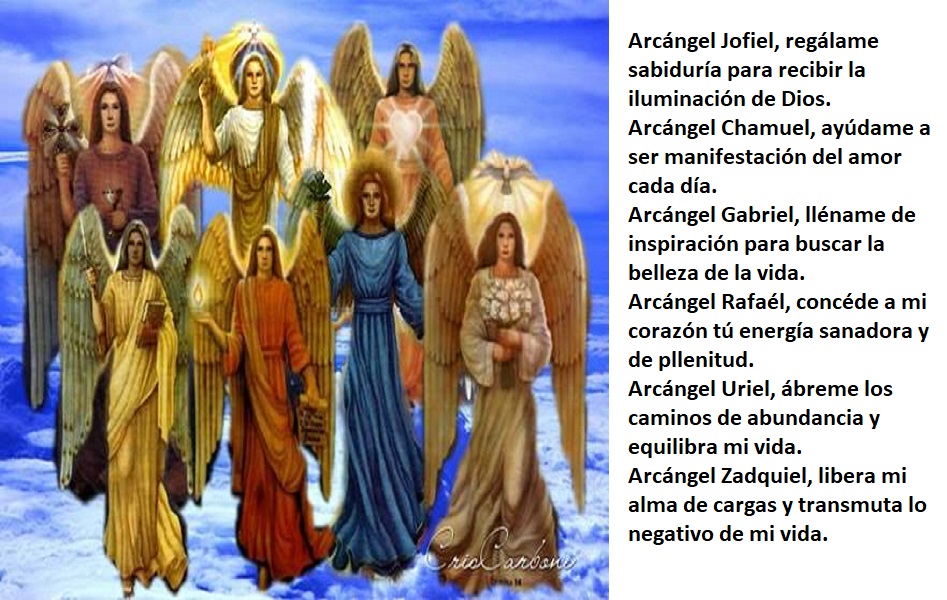 Arcángel Jofiel, regálame
sabiduría para recibir la
iluminación de Dios.
Arcángel Chamuel, ayúdame a
ser manifestación del amor
cada día.
Arcángel Gabriel, lléname de
inspiración para buscar la
belleza de la vida.
Arcángel Rafaél, concéde a mi
corazón tú energía sanadora y
de pllenitud.
Arcángel Uriel, ábreme los
caminos de abundancia y
equilibra mi vida.
Arcángel Zadquiel, libera mi
alma de cargas y transmuta lo
negativo de mi vida.